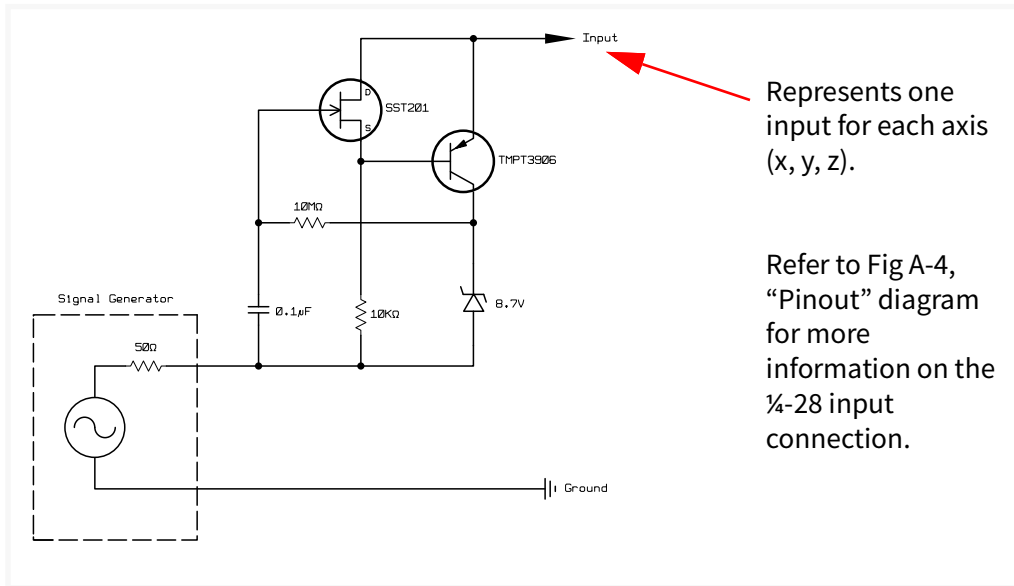 Input
D
SST201
S
TMPT3906
10MΩ
Signal Generator
0.1µF
10KΩ
8.7V
50Ω
Ground
Represents one
input for each axis
(x, y, z).
Refer to Fig A-4,
“Pinout” diagram
for more
information on the
¼-28 input
connection.